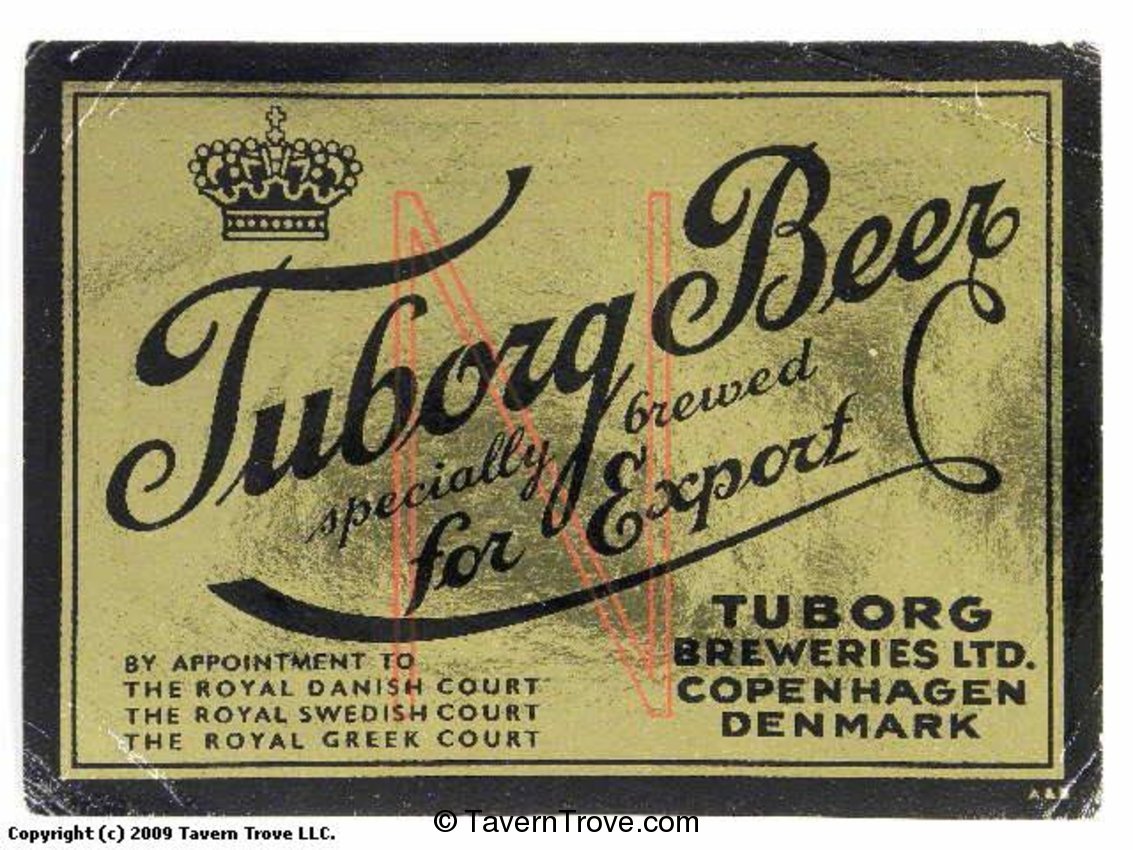 Tuborg Beer
specially brewed
for Export
N
TUBORG
BREWERIES LTD.
COPENHAGEN
DENMARK
BY APPOINTMENT TO
THE ROYAL DANISH COURT
THE ROYAL SWEDISH COURT
THE ROYAL GREEK COURT
© TavernTrove.com
Copyright (c) 2009 Tavern Trove LLC.